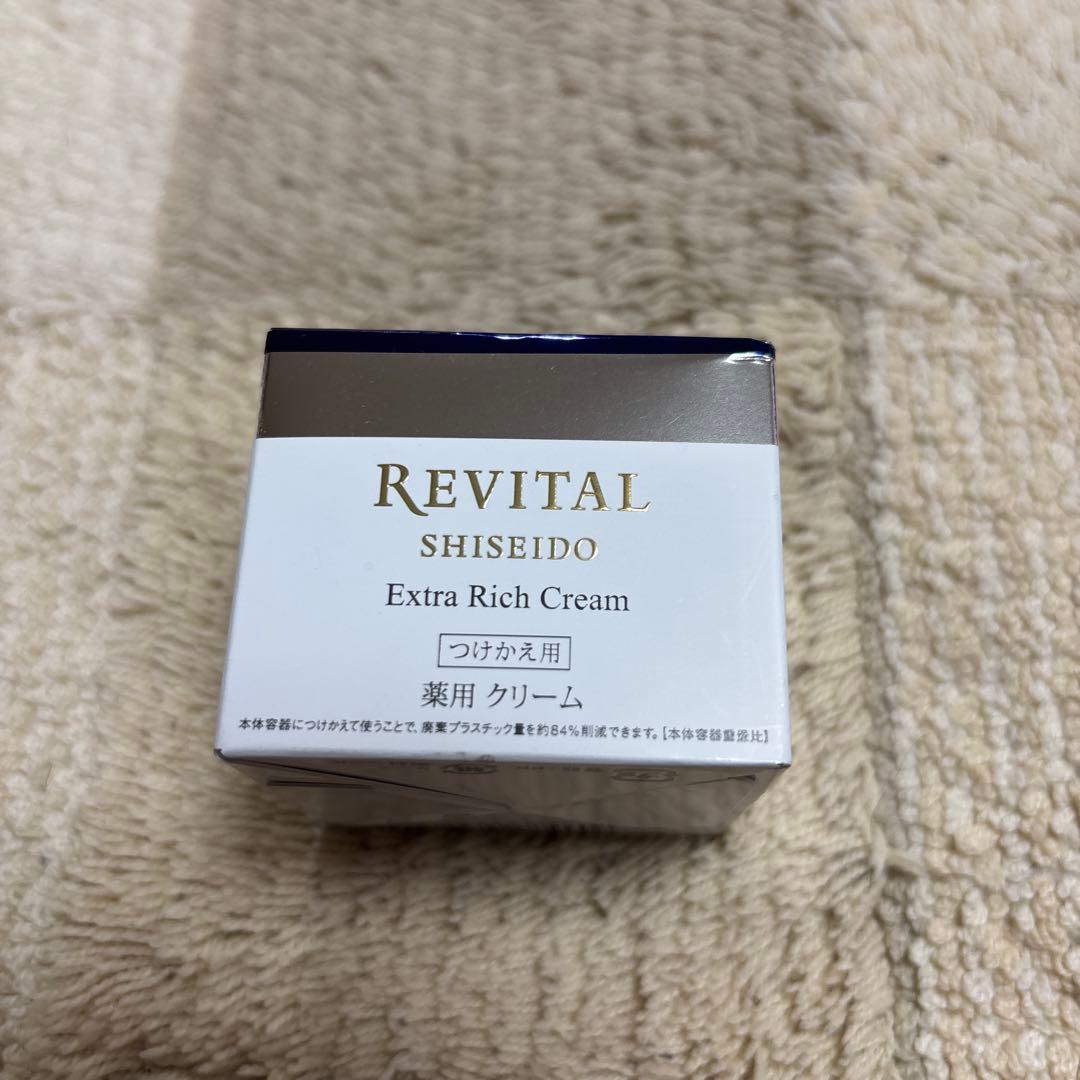 REVITAL
SHISEIDO
Extra Rich Cream
つけかえ用
薬用 クリーム
本体容器につけかえて使うことで、廃棄プラスチック量を約84%削減できます。[本体容器重量比]